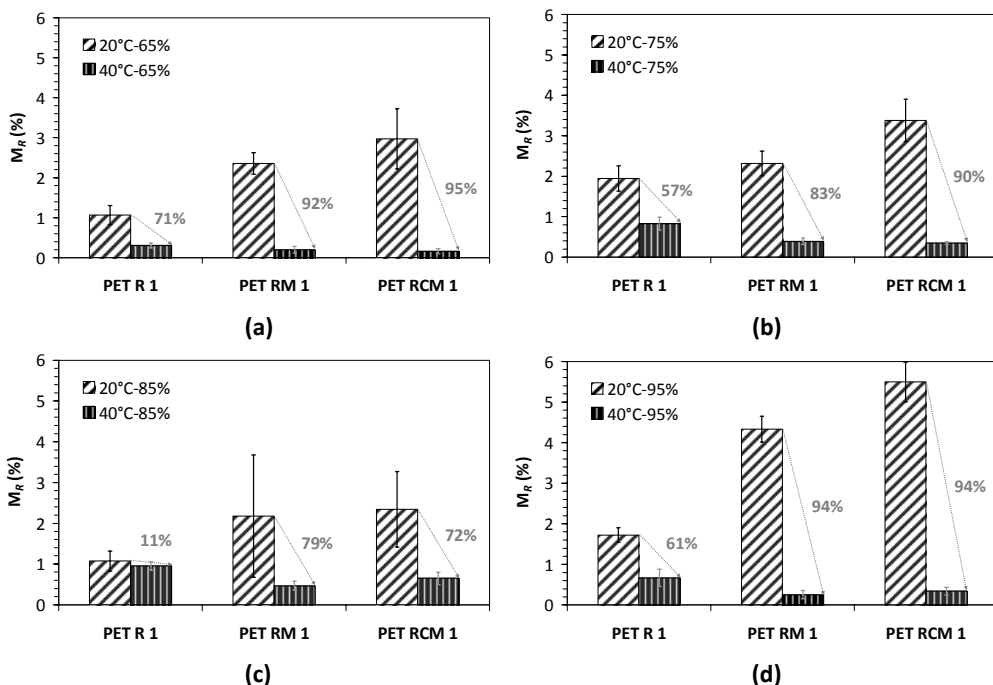 6
5
4
3
2
1
0
M_R (%)
20°C-65%
40°C-65%
71%
92%
95%
PET R 1
PET RM 1
PET RCM 1
(a)
6
5
4
3
2
1
0
M_R (%)
20°C-75%
40°C-75%
57%
83%
90%
PET R 1
PET RM 1
PET RCM 1
(b)
6
5
4
3
2
1
0
M_R (%)
20°C-85%
40°C-85%
11%
79%
72%
PET R 1
PET RM 1
PET RCM 1
(c)
6
5
4
3
2
1
0
M_R (%)
20°C-95%
40°C-95%
61%
94%
94%
PET R 1
PET RM 1
PET RCM 1
(d)